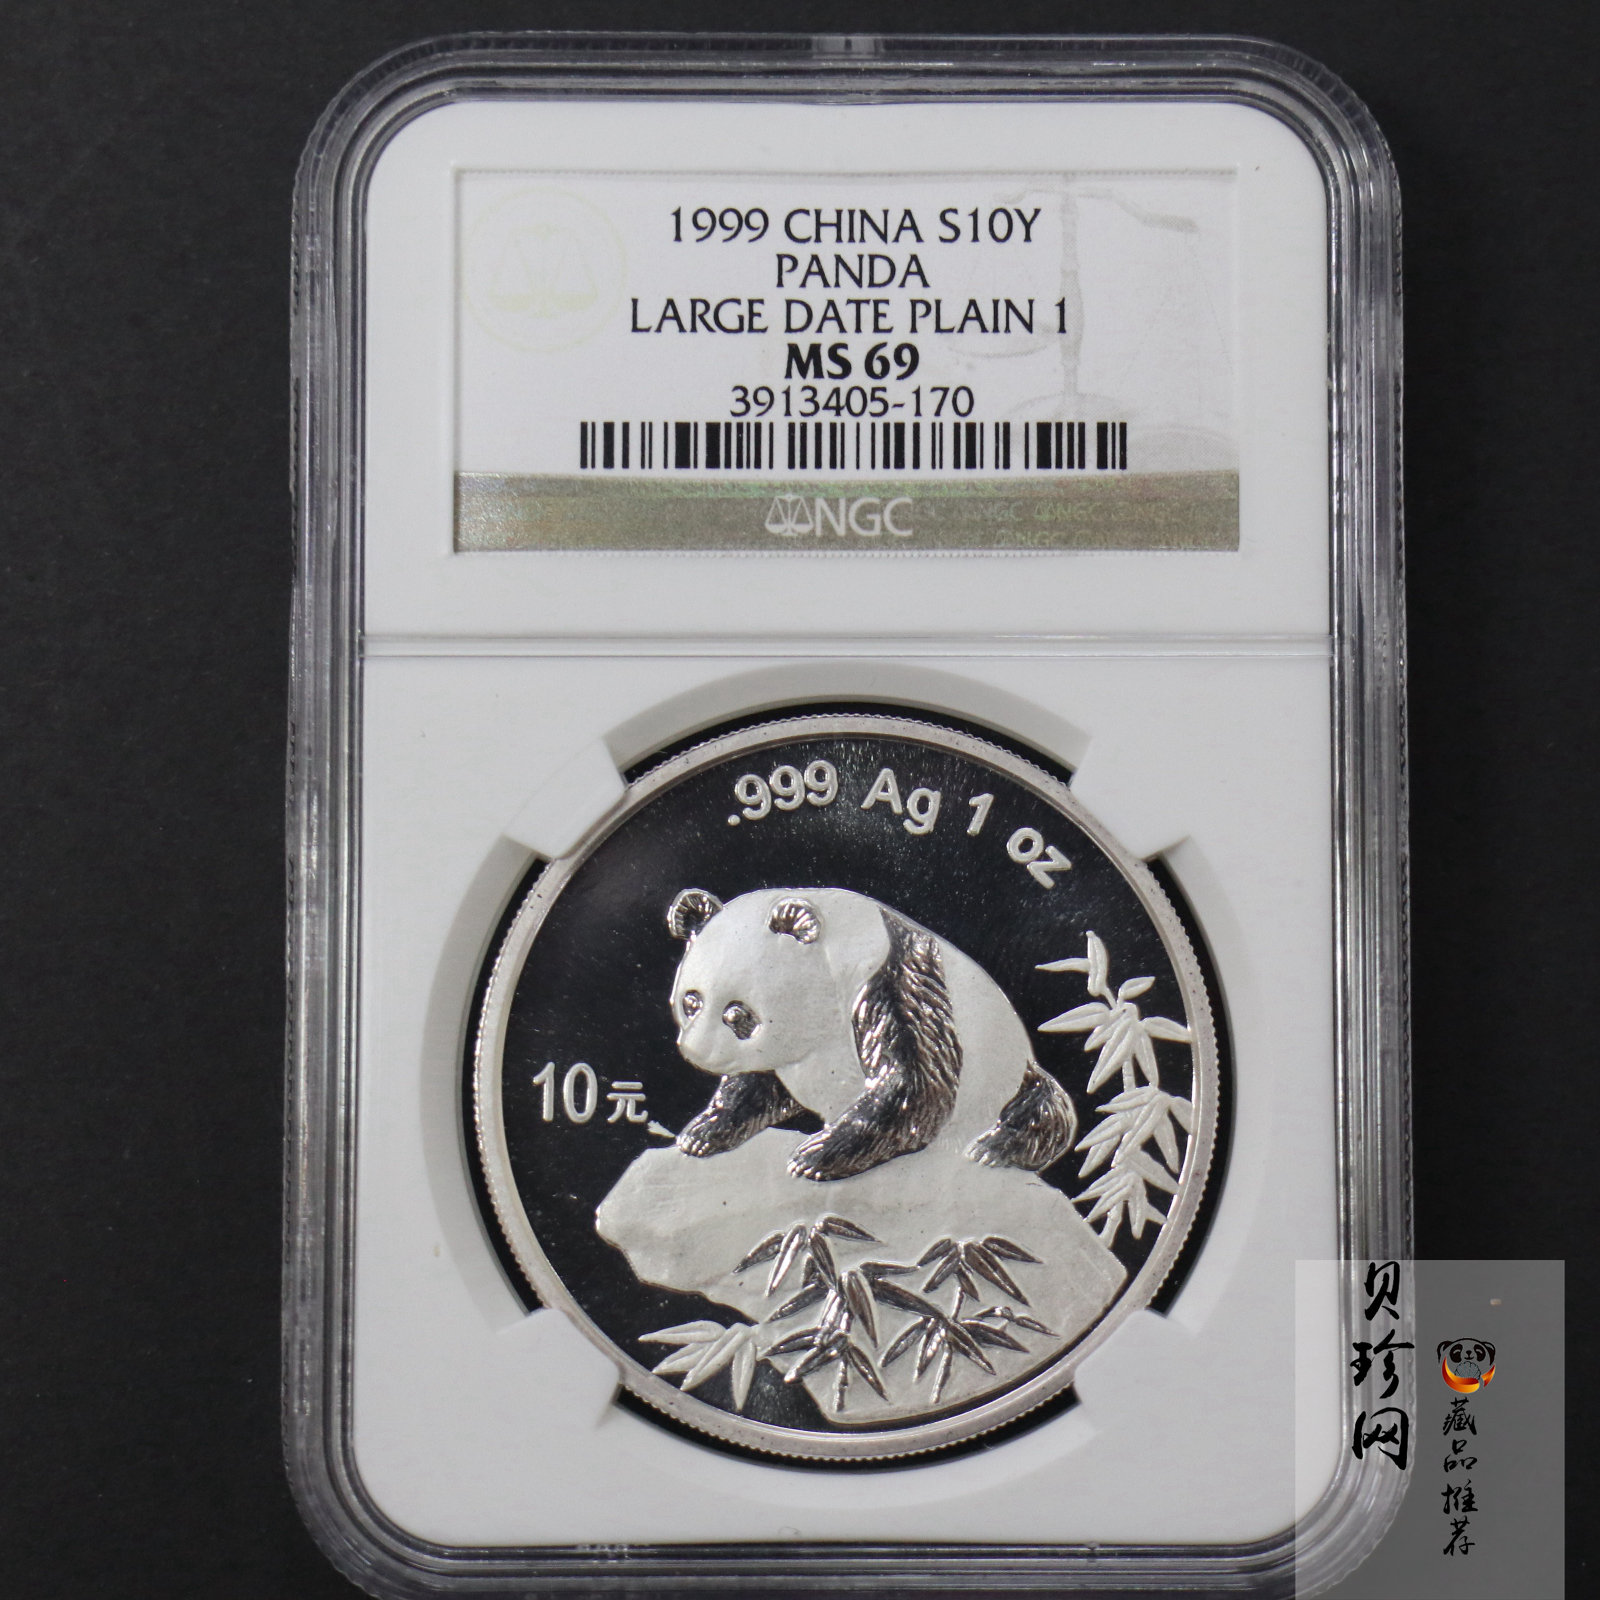 1999 CHINA S10Y
PANDA
LARGE DATE PLAIN 1
MS 69
3913405-170
NGC
.999 Ag 1 oz
10元
贝珍网
藏品推荐